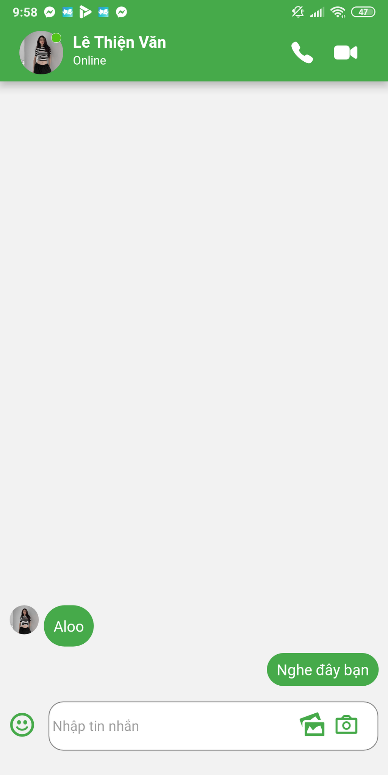 9:58
47
Lê Thiện Văn
Online
Aloo
Nghe đây bạn
Nhập tin nhắn